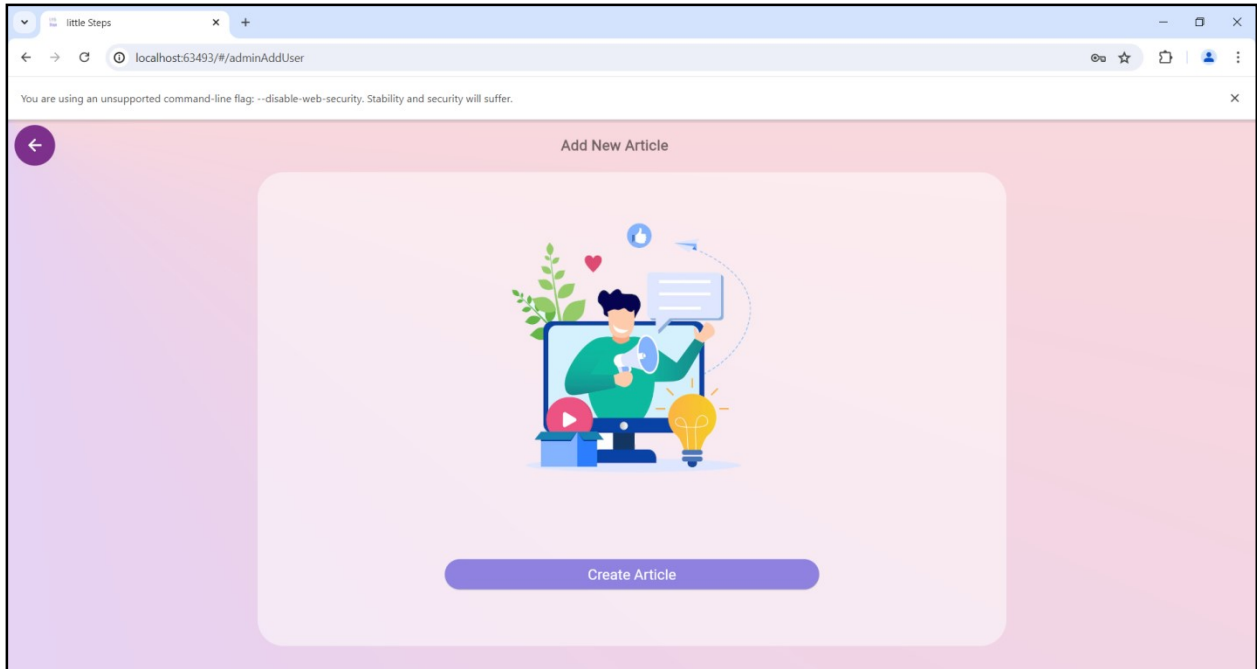 little Steps
localhost:63493/#/adminAddUser
You are using an unsupported command-line flag: --disable-web-security. Stability and security will suffer.
Add New Article
Create Article